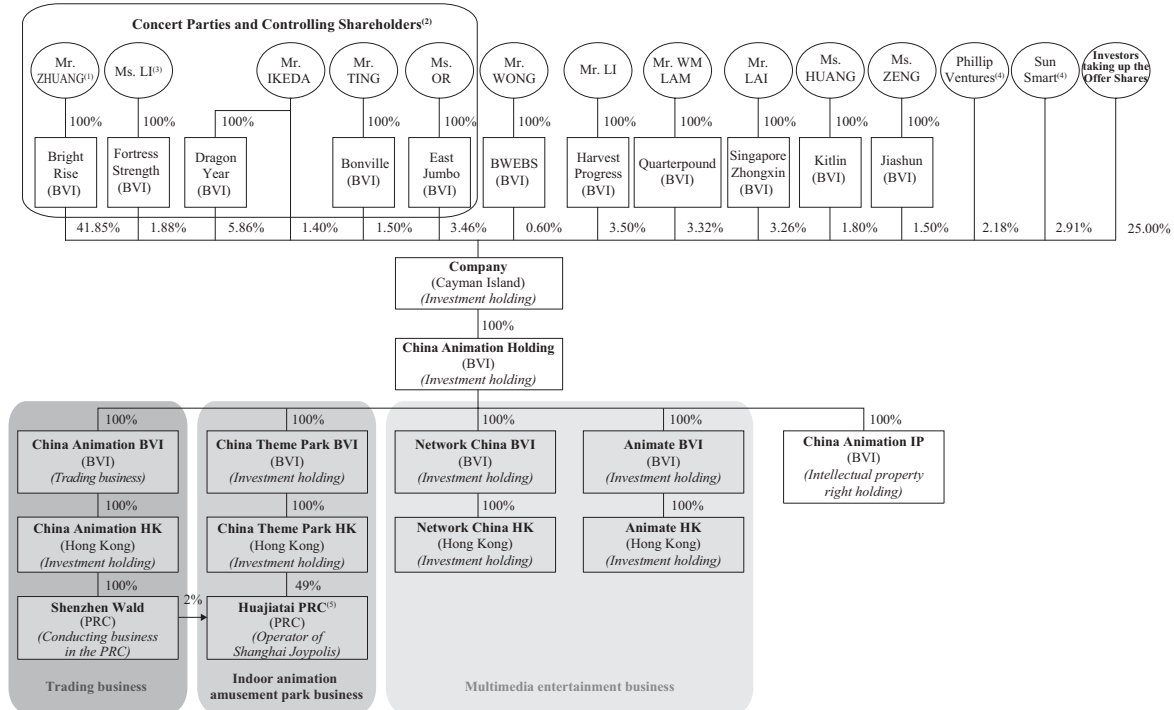 Concert Parties and Controlling Shareholders(2)
Mr.
ZHUANG(1)
Ms. LI(3)
Mr.
IKEDA
Mr.
TING
Ms.
OR
Mr.
WONG
Mr. LI
Mr. WM
LAM
Mr.
LAI
Ms.
HUANG
Ms.
ZENG
Phillip
Ventures(4)
Sun
Smart(4)
Investors
taking up the
Offer Shares
100% 100% 100% 100% 100% 100% 100% 100% 100% 100% 100%
Bright
Rise
(BVI)
Fortress
Strength
(BVI)
Dragon
Year
(BVI)
Bonville
(BVI)
East
Jumbo
(BVI)
BWEBS
(BVI)
Harvest
Progress
(BVI)
Quarterpound
(BVI)
Singapore
Zhongxin
(BVI)
Kitlin
(BVI)
Jiashun
(BVI)
41.85% 1.88% 5.86% 1.40% 1.50% 3.46% 0.60% 3.50% 3.32% 3.26% 1.80% 1.50% 2.18% 2.91% 25.00%
Company
(Cayman Island)
(Investment holding)
100%
China Animation Holding
(BVI)
(Investment holding)
100% 100% 100% 100% 100%
China Animation BVI
(BVI)
(Trading business)
China Theme Park BVI
(BVI)
(Investment holding)
Network China BVI
(BVI)
(Investment holding)
Animate BVI
(BVI)
(Investment holding)
China Animation IP
(BVI)
(Intellectual property
right holding)
100% 100% 100% 100%
China Animation HK
(Hong Kong)
(Investment holding)
China Theme Park HK
(Hong Kong)
(Investment holding)
Network China HK
(Hong Kong)
(Investment holding)
Animate HK
(Hong Kong)
(Investment holding)
100% 49%
Shenzhen Wald
(PRC)
(Conducting business
in the PRC)
2%
Huajiatai PRC(5)
(PRC)
(Operator of
Shanghai Joypolis)
Trading business
Indoor animation
amusement park business
Multimedia entertainment business